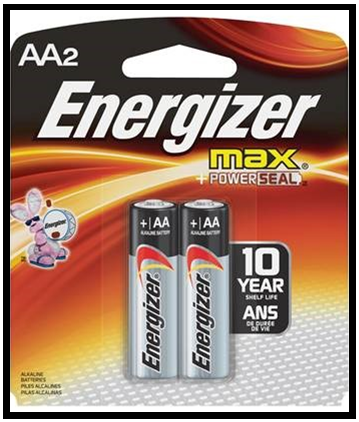 AA2
Energizer
max®
+POWERSEAL
Energizer
+|AA
ALKALINE BATTERY
Energizer
+|AA
ALKALINE BATTERY
Energizer
10
YEAR
SHELF LIFE
ANS
DE DURÉE
DE VIE
ALKALINE
BATTERIES
PILES ALCALINES
PILAS ALCALINAS